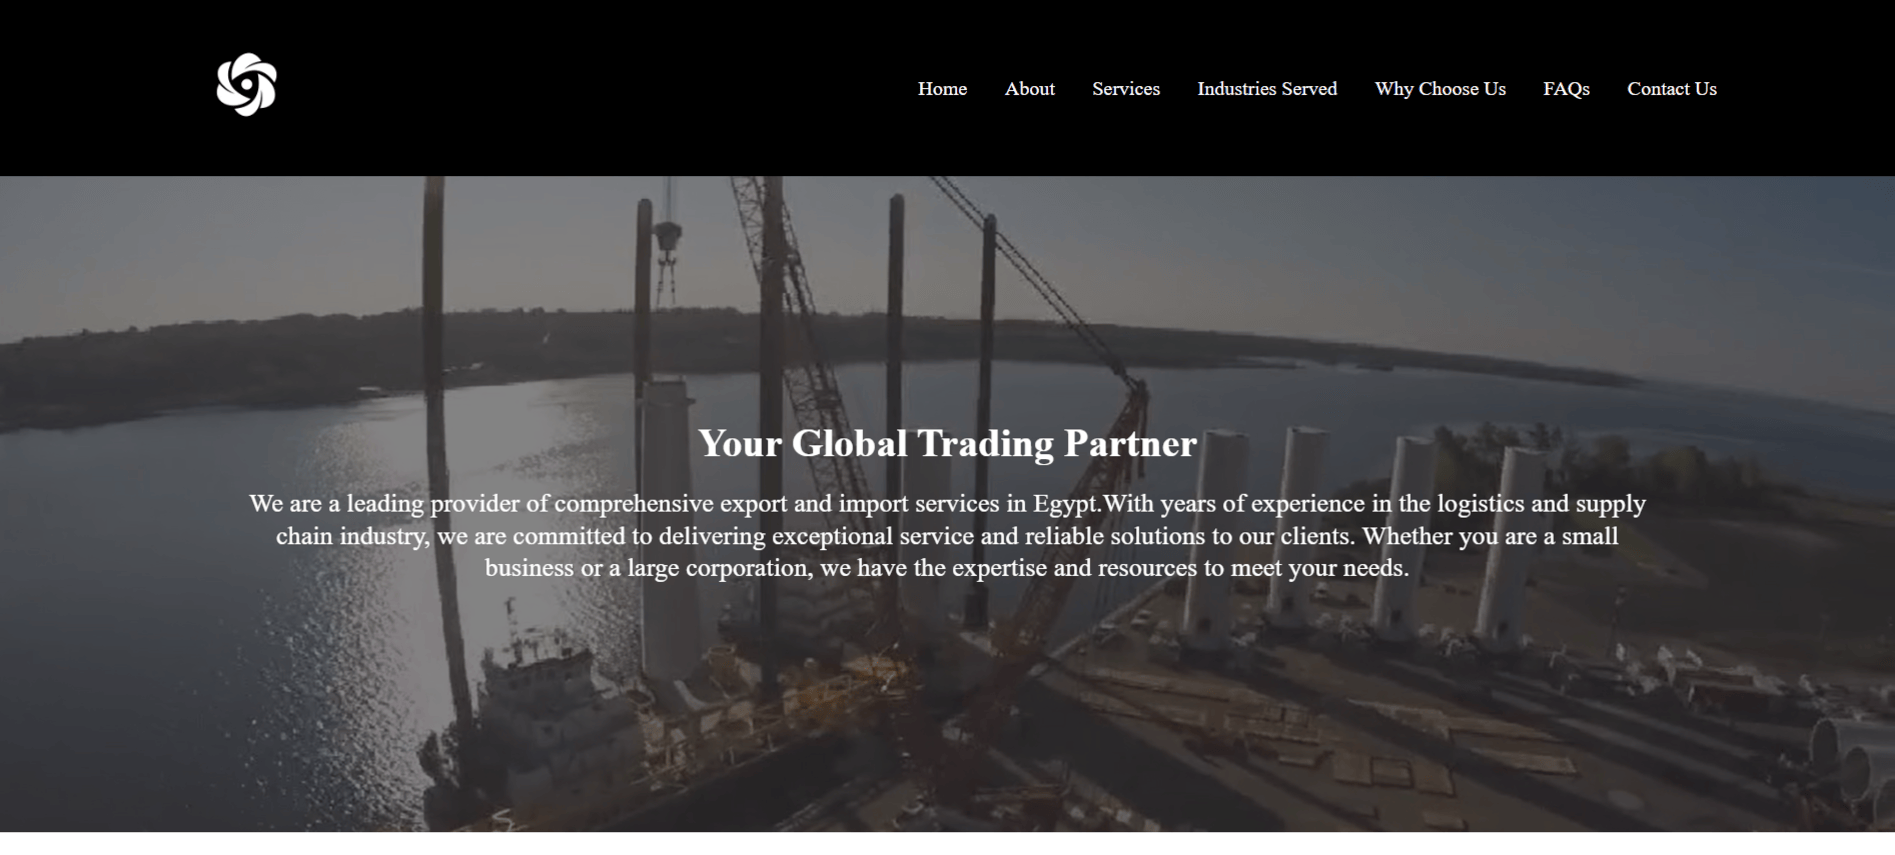 Home About Services Industries Served Why Choose Us FAQs Contact Us
Your Global Trading Partner
We are a leading provider of comprehensive export and import services in Egypt.With years of experience in the logistics and supply
chain industry, we are committed to delivering exceptional service and reliable solutions to our clients. Whether you are a small
business or a large corporation, we have the expertise and resources to meet your needs.